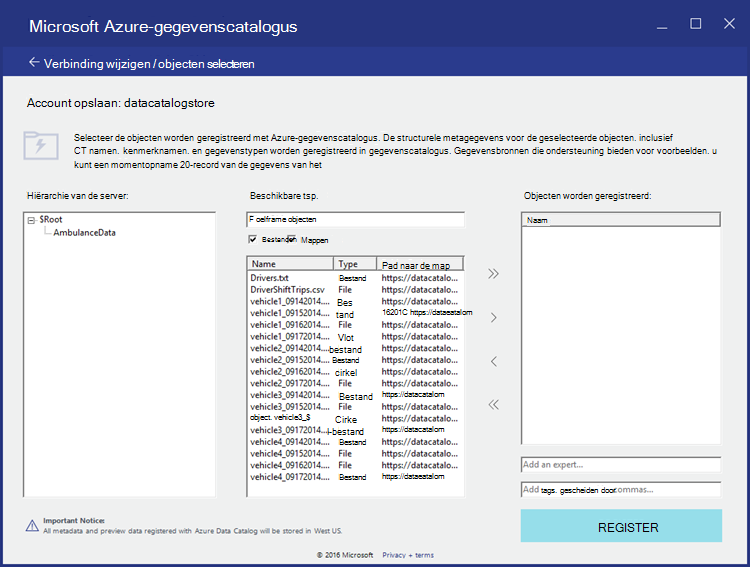 Microsoft Azure-gegevenscatalogus
Verbinding wijzigen / objecten selecteren
Account opslaan: datacatalogstore
Selecteer de objecten worden geregistreerd met Azure-gegevenscatalogus. De structurele metagegevens voor de geselecteerde objecten. inclusief
CT namen. kenmerknamen. en gegevenstypen worden geregistreerd in gegevenscatalogus. Gegevensbronnen die ondersteuning bieden voor voorbeelden. u
kunt een momentopname 20-record van de gegevens van het
Hiërarchie van de server:
Beschikbare tsp.
Objecten worden geregistreerd:
$Root
AmbulanceData
F oelframe objecten
Bestanden Mappen
Naam
Name Type Pad naar de map
Drivers.txt Bestand https://datacatalo...
DriverShiftTrips.csv File https://datacatalo...
vehicle1_09142014.... Bes https://datacatalo...
vehicle1_09152014.... tand 16201C https://dataeatalom
vehicle1_09162014.... File https://datacatalo...
vehicle1_09172014.... Vlot https://datacatalo...
vehicle2_09142014....bestand https://datacatalo...
vehicle2_09152014.... Bestand https://datacatalo...
vehicle2_09162014.... cirkel https://datacatalo...
vehicle2_09172014.... File https://datacatalo...
vehicle3_09142014.... Bestand https://datacatalom
vehicle3_09152014.... File https://datacatalo...
object. vehicle3_$ Cirke https://datacatalo...
vehicle3_09172014....l-bestand https://datacatalom
vehicle4_09142014.... Bestand https://datacatalo...
vehicle4_09152014.... File https://datacatalo...
vehicle4_09162014.... File https://datacatalo...
vehicle4_09172014.... Bestand https://dataeatalom
Add an expert...
Add tags. gescheiden door commas...
Important Notice:
All metadata and preview data registered with Azure Data Catalog will be stored in West US.
REGISTER
© 2016 Microsoft Privacy + terms